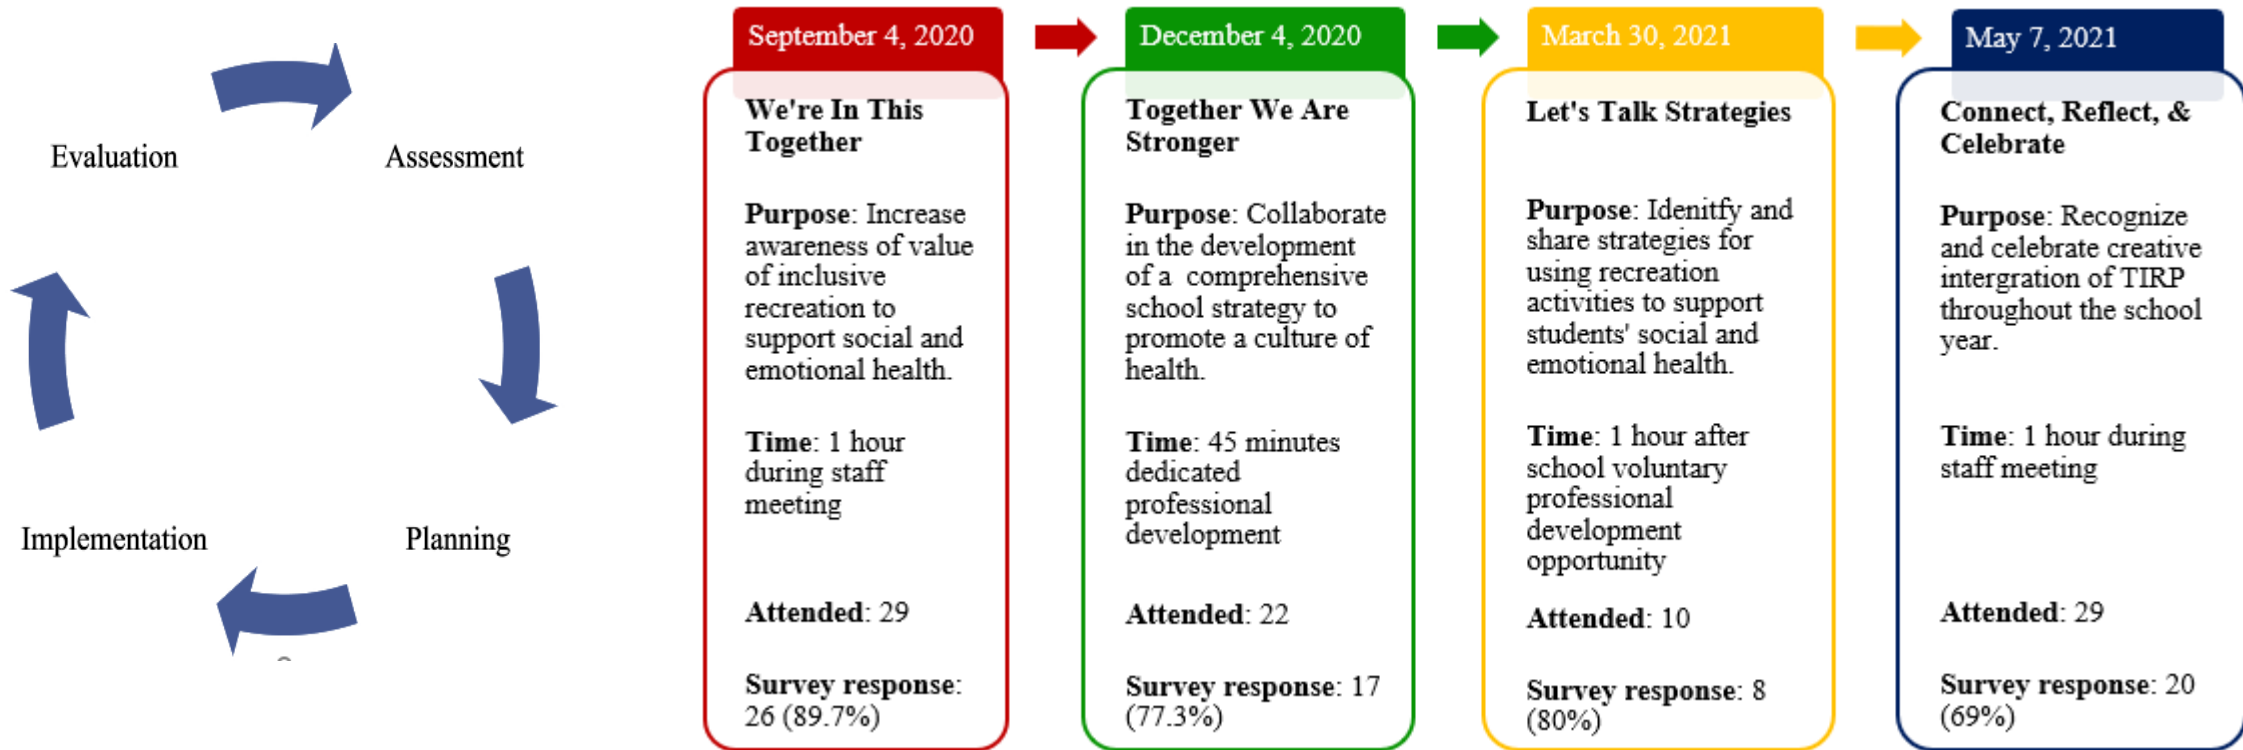 Evaluation
Assessment
Implementation
Planning
September 4, 2020
We're In This
Together
Purpose: Increase
awareness of value
of inclusive
recreation to
support social and
emotional health.
Time: 1 hour
during staff
meeting
Attended: 29
Survey response:
26 (89.7%)
December 4, 2020
Together We Are
Stronger
Purpose: Collaborate
in the development
of a comprehensive
school strategy to
promote a culture of
health.
Time: 45 minutes
dedicated
professional
development
Attended: 22
Survey response: 17
(77.3%)
March 30, 2021
Let's Talk Strategies
Purpose: Idenitfy and
share strategies for
using recreation
activities to support
students' social and
emotional health.
Time: 1 hour after
school voluntary
professional
development
opportunity
Attended: 10
Survey response: 8
(80%)
May 7, 2021
Connect, Reflect, &
Celebrate
Purpose: Recognize
and celebrate creative
intergration of TIRP
throughout the school
year.
Time: 1 hour during
staff meeting
Attended: 29
Survey response: 20
(69%)